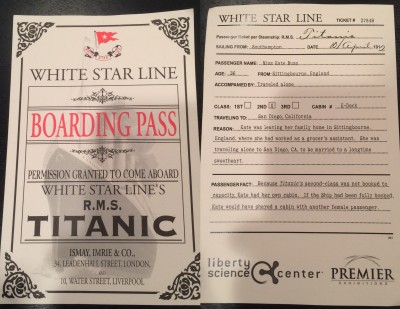 WHITE STAR LINE
BOARDING PASS
PERMISSION GRANTED TO COME ABOARD
WHITE STAR LINE'S
R.M.S.
TITANIC
ISMAY, IMRIE & CO.,
34, LEADENHALL STREET, LONDON,
AND
10, WATER STREET, LIVERPOOL.
WHITE STAR LINE TICKET#
Passenger Ticket per Steamship R.M.S. Titanic
SAILING FROM: Southampton DATE 10/April/1912
PASSENGER NAME: Miss Kate Buss
AGE: 36 FROM Sittingbourne, England
ACCOMPANIED BY: Traveled alone
CLASS: 1ST 2ND 3RD CABIN # E-Deck
TRAVELING TO: San Diego, California
REASON: Kate was leaving her family home in Sittingbourne,
England where she had worked as a grocer's assistant. She was
traveling alone to San Diego, CA. to be married to a longtime
sweetheart
PASSENGER FACT: Because Titanic's second-class was not booked to
capacity, Kate had her own cabin. If the Ship had been fully booked
Kate would have shared a cabin with another female passenger.
liberty
science center
PREMIER
EXHIBITIONS